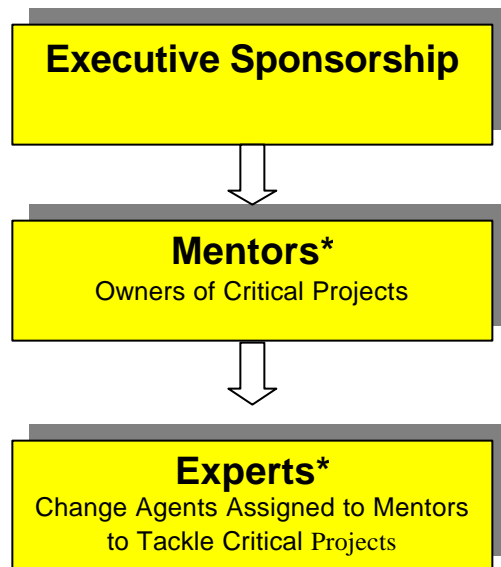 Executive Sponsorship
Mentors*
Owners of Critical Projects
Experts*
Change Agents Assigned to Mentors
to Tackle Critical Projects